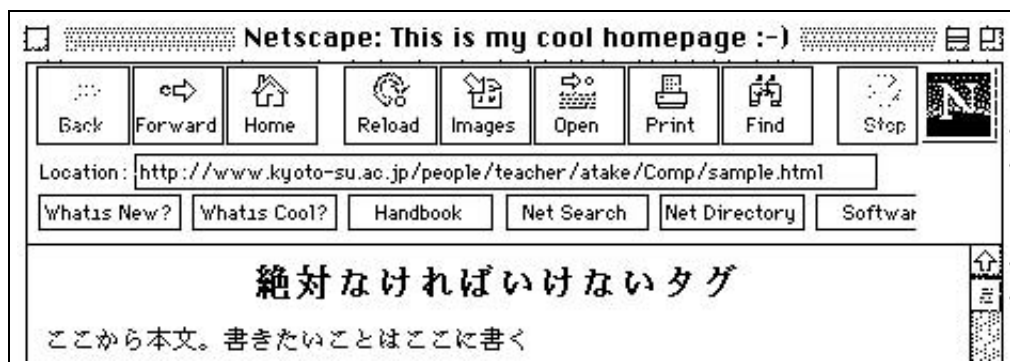 Netscape: This is my cool homepage :-)
Back Forward Home Reload Images Open Print Find Stop N
Location: http://www.kyoto-su.ac.jp/people/teacher/atake/Comp/sample.html
Whatıs New? Whatıs Cool? Handbook Net Search Net Directory Softwar
絶対なければいけないタグ
ここから本文。書きたいことはここに書く